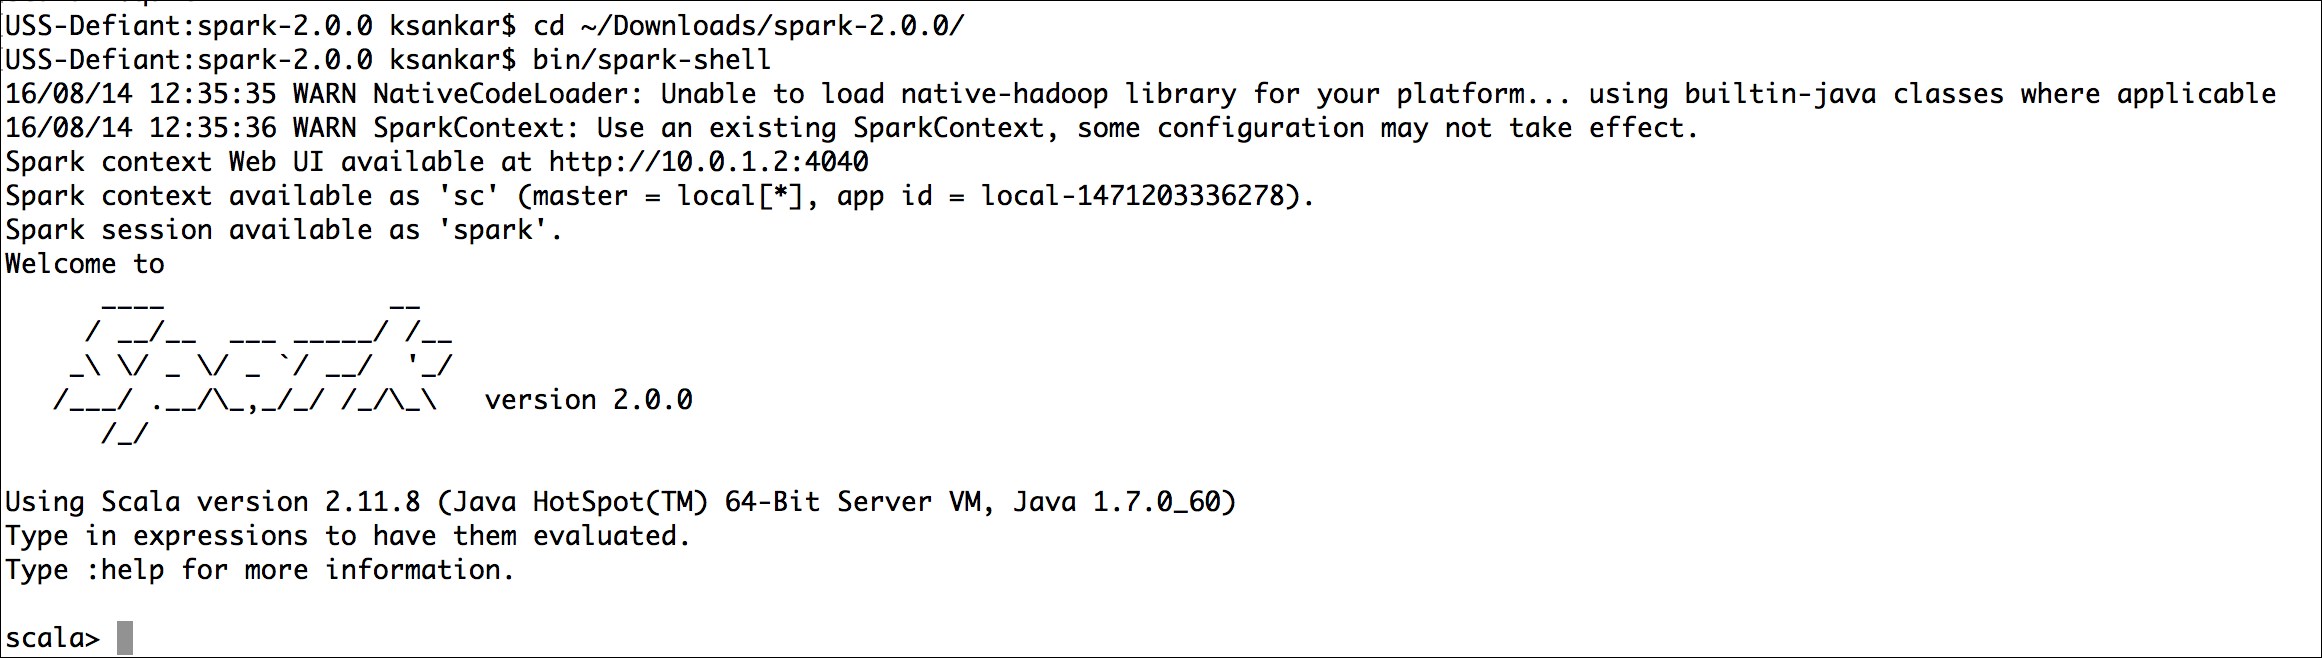 USS-Defiant:spark-2.0.0 ksankar$ cd ~/Downloads/spark-2.0.0/
USS-Defiant:spark-2.0.0 ksankar$ bin/spark-shell
16/08/14 12:35:35 WARN NativeCodeLoader: Unable to load native-hadoop library for your platform... using builtin-java classes where applicable
16/08/14 12:35:36 WARN SparkContext: Use an existing SparkContext, some configuration may not take effect.
Spark context Web UI available at http://10.0.1.2:4040
Spark context available as 'sc' (master = local[*], app id = local-1471203336278).
Spark session available as 'spark'.
Welcome to
      ____              __
     / __/__  ___ _____/ /__
    _\ \/ _ \/ _ `/ __/  '_/
   /___/ .__/\_,_/_/ /_/\_\   version 2.0.0
      /_/
Using Scala version 2.11.8 (Java HotSpot(TM) 64-Bit Server VM, Java 1.7.0_60)
Type in expressions to have them evaluated.
Type :help for more information.
scala>